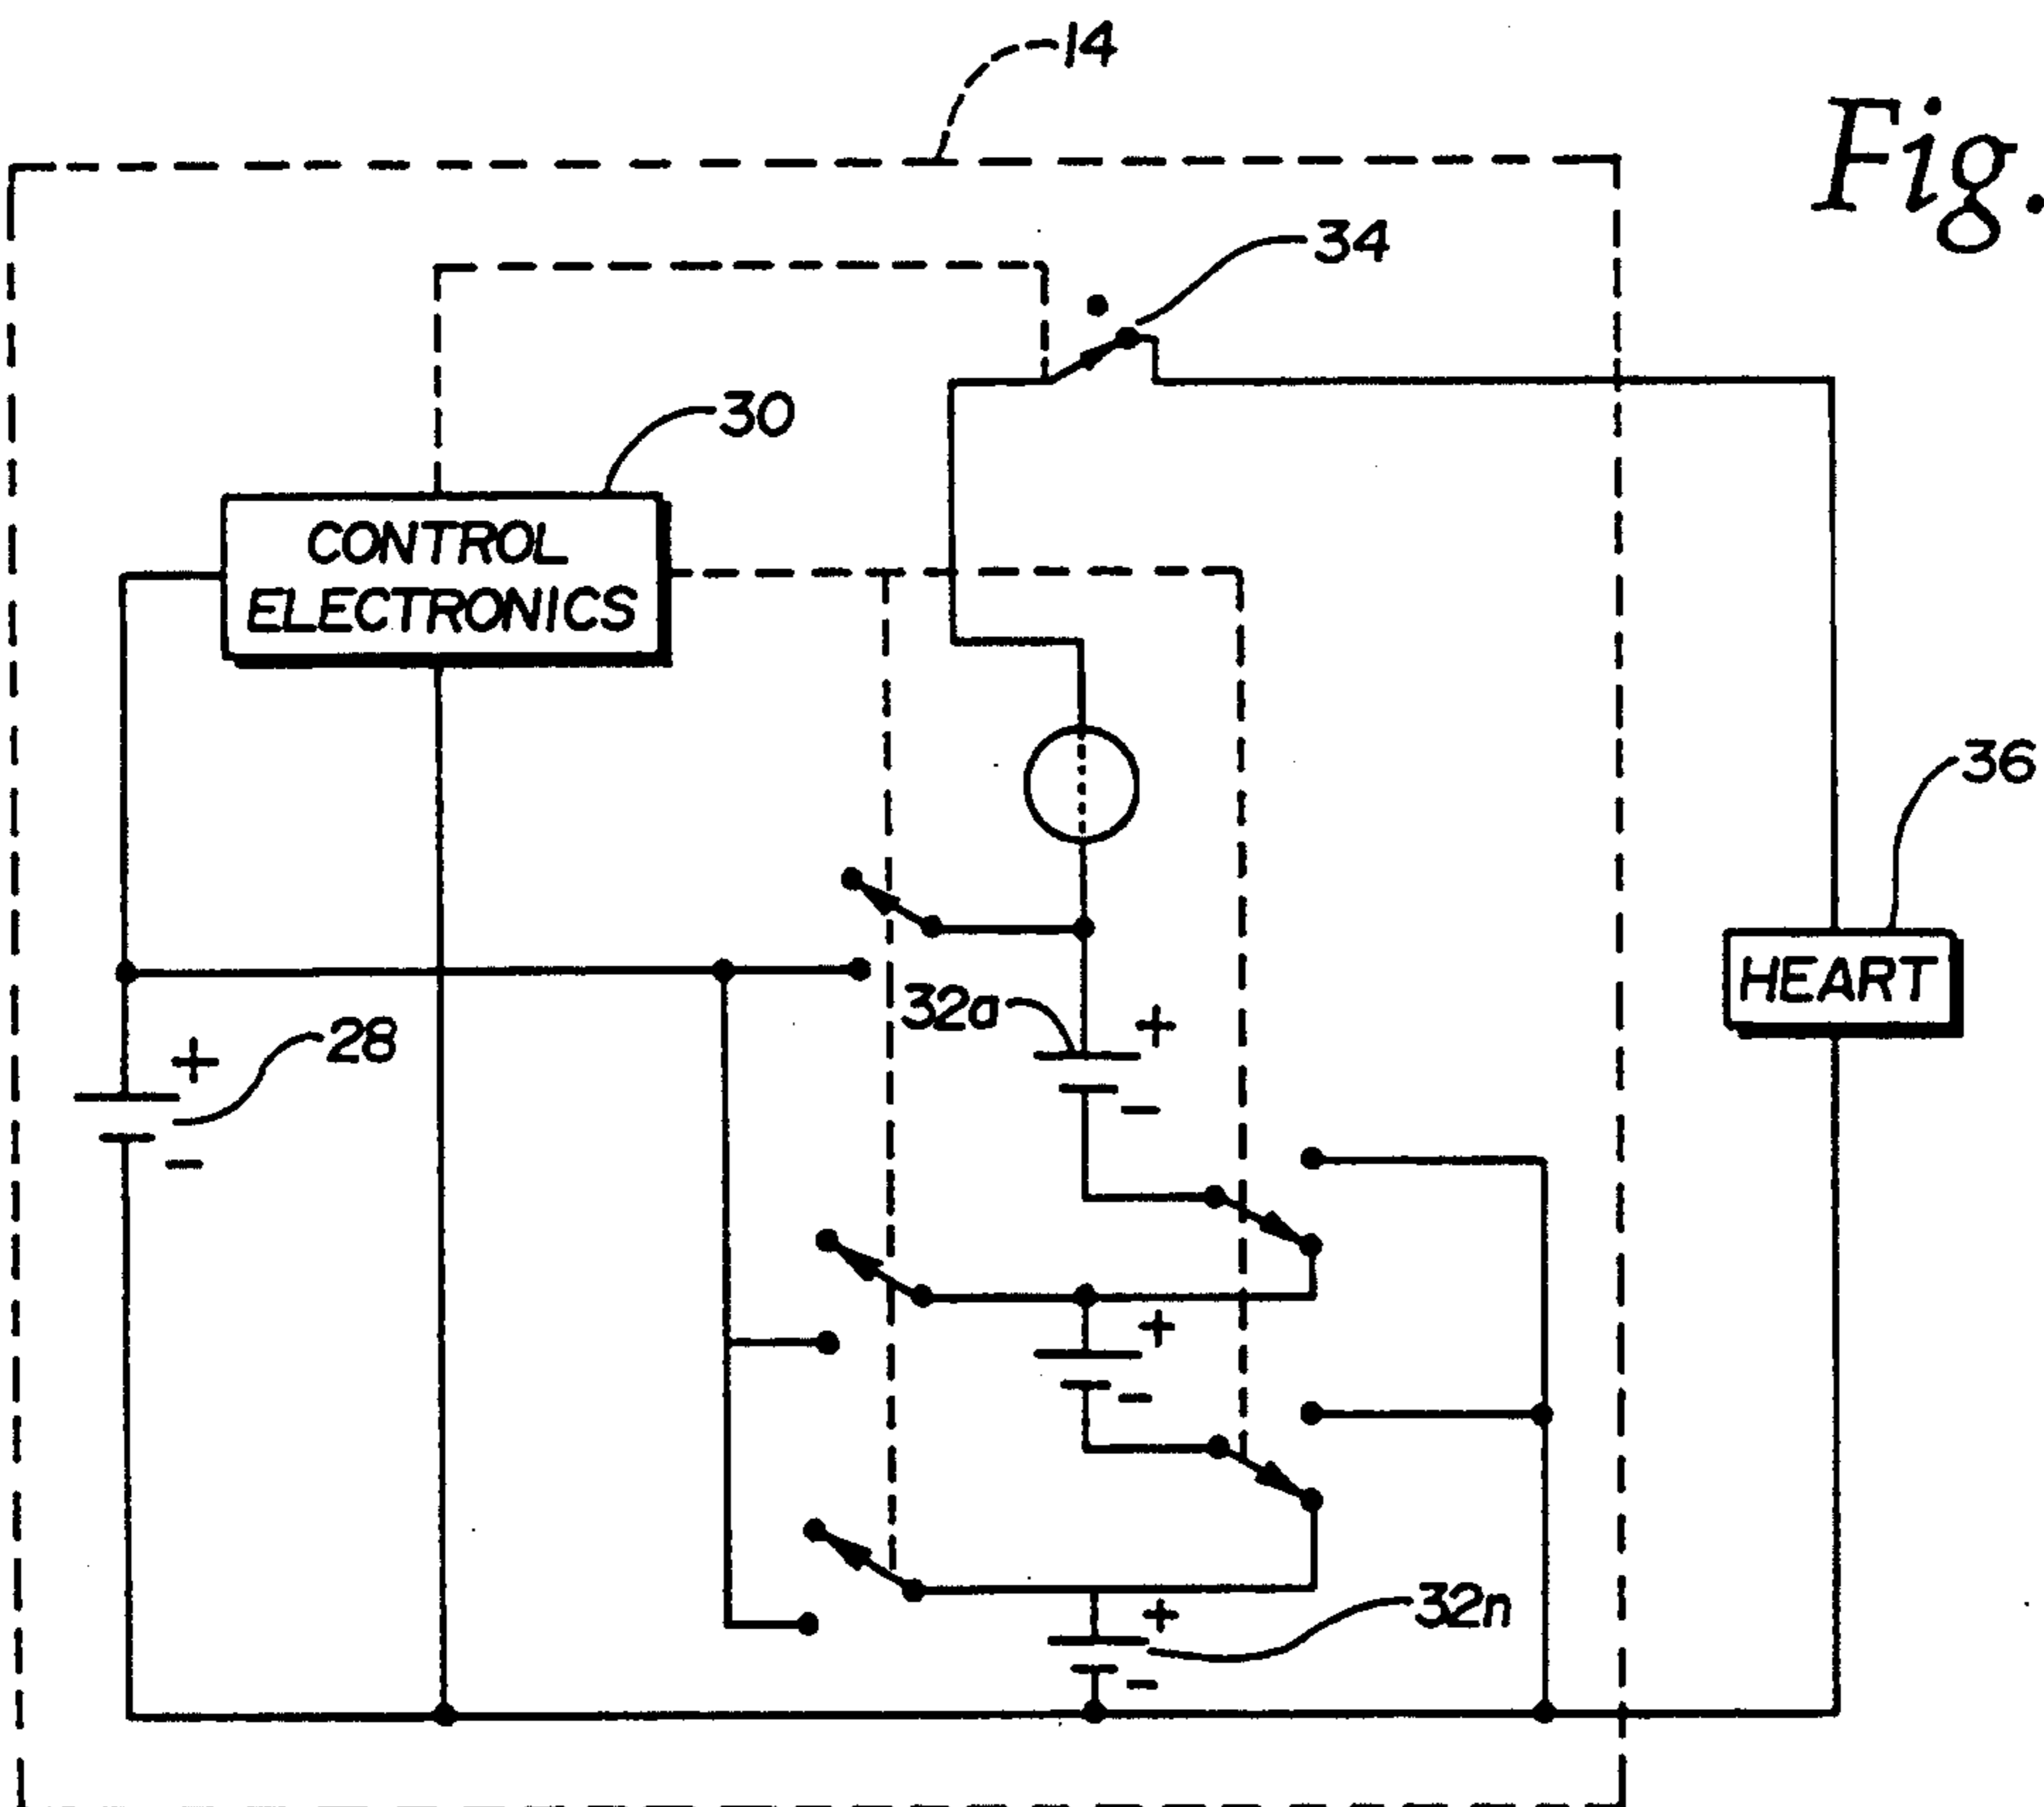 14
Fig.
34
30
CONTROL
ELECTRONICS
36
HEART
32a
+
28
+
-
-
+
-
+
32n
-